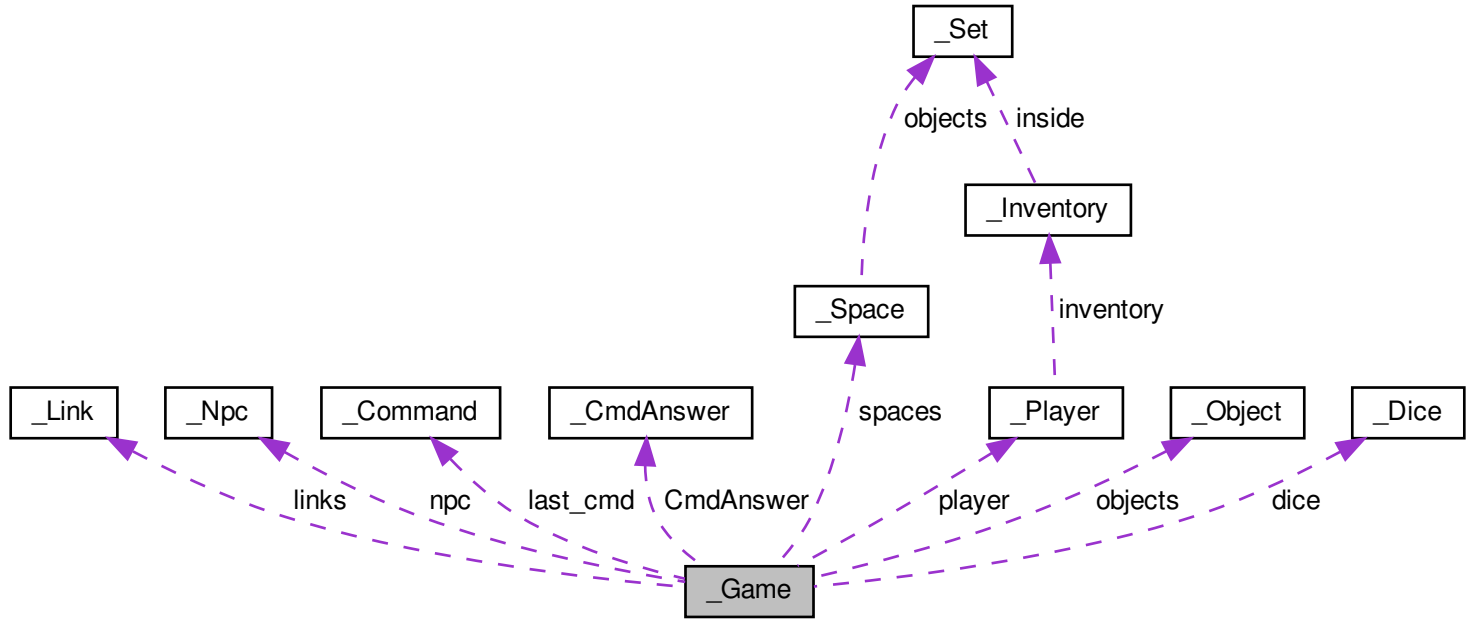 _Set
objects
inside
_Inventory
_Space
inventory
_Link
_Npc
_Command
_CmdAnswer
spaces
_Player
_Object
_Dice
links
npc
last_cmd
CmdAnswer
player
objects
dice
_Game